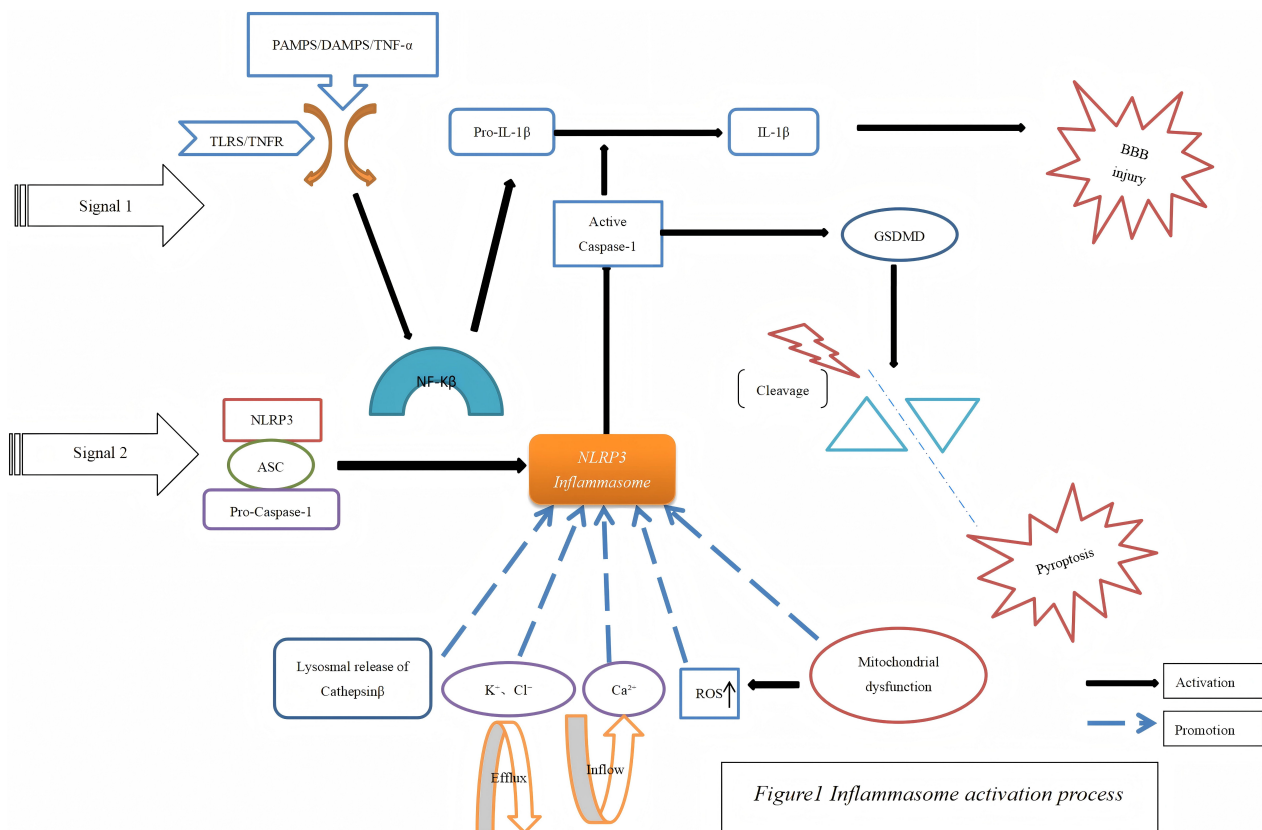 PAMPS/DAMPS/TNF-α
TLRS/TNFR
Pro-IL-1β
IL-1β
BBB
injury
Signal 1
Active
Caspase-1
GSDMD
NF-Kβ
Cleavage
Signal 2
NLRP3
ASC
Pro-Caspase-1
NLRP3
Inflammasome
Pyroptosis
Lysosmal release of
Cathepsinβ
K⁺、Cl⁻
Ca²⁺
ROS
Mitochondrial
dysfunction
Activation
Promotion
Efflux
Inflow
Figure1 Inflammasome activation process